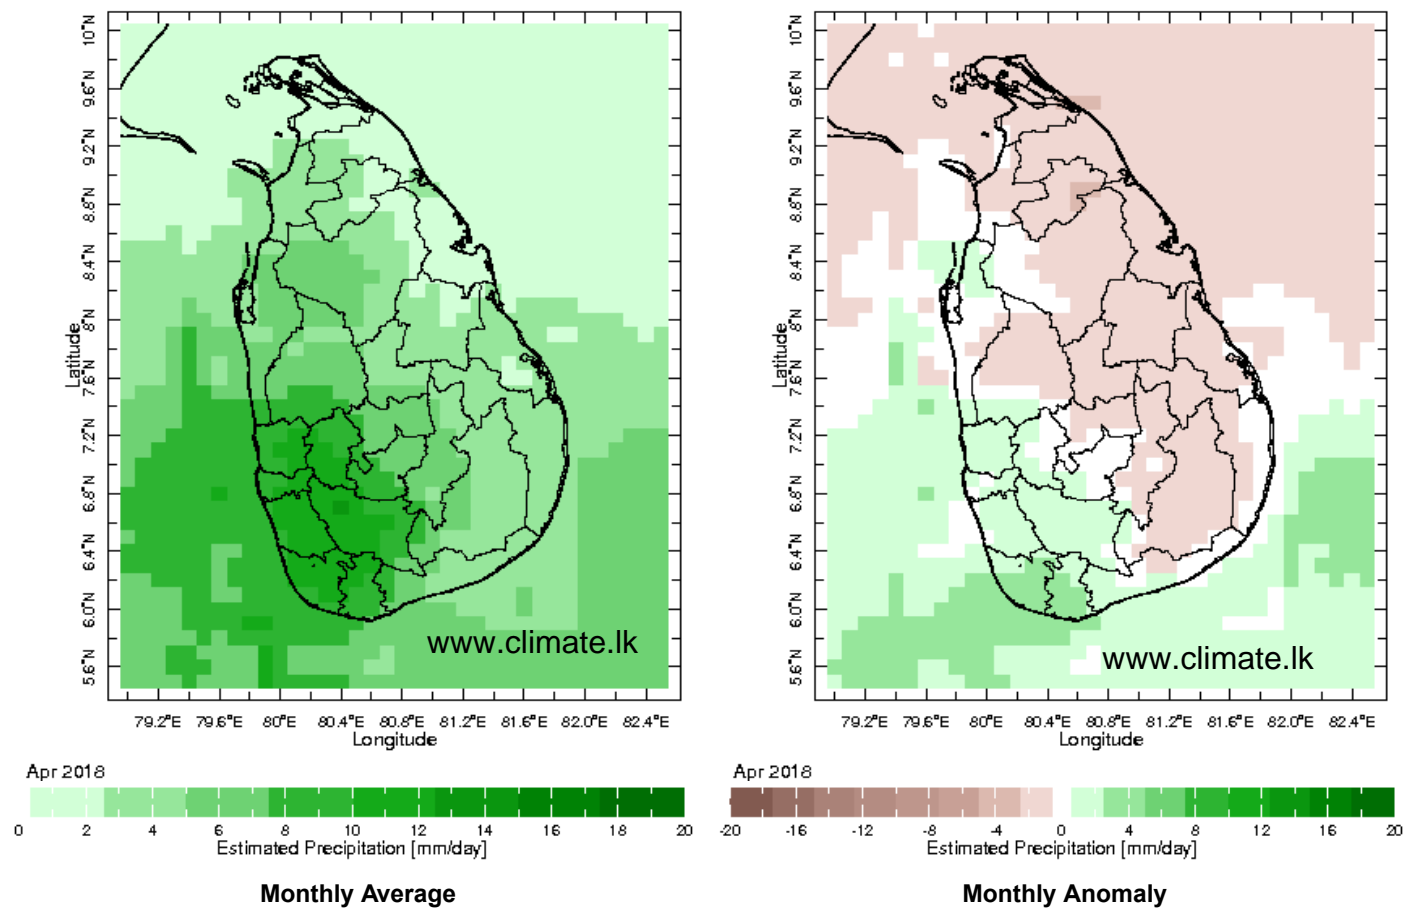 10°N
9.6°N
9.2°N
8.8°N
8.4°N
8°N
7.6°N
7.2°N
6.8°N
6.4°N
6.0°N
5.6°N
Latitude
www.climate.lk
79.2°E 79.6°E 80°E 80.4°E 80.8°E 81.2°E 81.6°E 82.0°E 82.4°E
Longitude
Apr 2018
0 2 4 6 8 10 12 14 16 18 20
Estimated Precipitation [mm/day]
Monthly Average
10°N
9.6°N
9.2°N
8.8°N
8.4°N
8°N
7.6°N
7.2°N
6.8°N
6.4°N
6.0°N
5.6°N
Latitude
www.climate.lk
79.2°E 79.6°E 80°E 80.4°E 80.8°E 81.2°E 81.6°E 82.0°E 82.4°E
Longitude
Apr 2018
-20 -16 -12 -8 -4 0 4 8 12 16 20
Estimated Precipitation [mm/day]
Monthly Anomaly